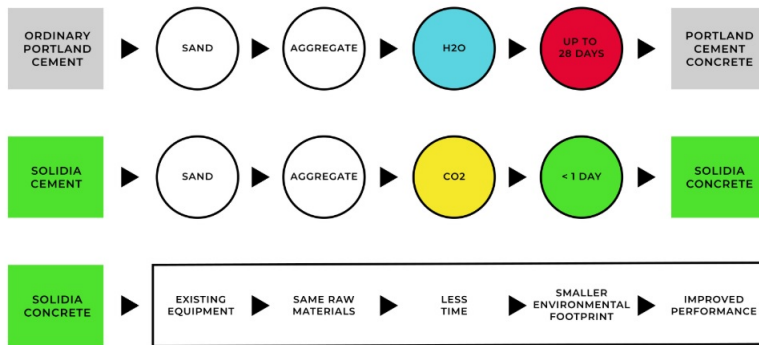 ORDINARY
PORTLAND
CEMENT
SAND
AGGREGATE
H2O
UP TO
28 DAYS
PORTLAND
CEMENT
CONCRETE
SOLIDIA
CEMENT
SAND
AGGREGATE
CO2
< 1 DAY
SOLIDIA
CONCRETE
SOLIDIA
CONCRETE
EXISTING
EQUIPMENT
SAME RAW
MATERIALS
LESS
TIME
SMALLER
ENVIRONMENTAL
FOOTPRINT
IMPROVED
PERFORMANCE